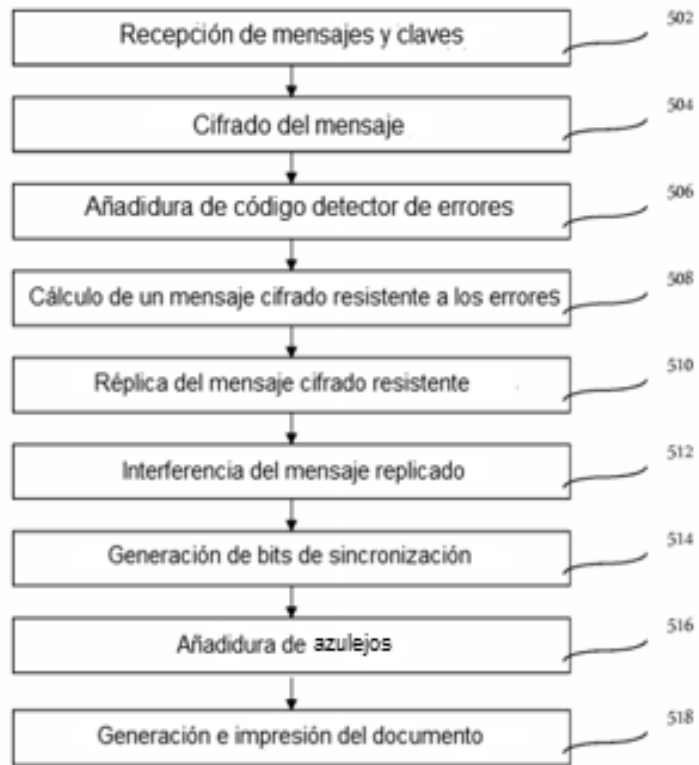 Recepción de mensajes y claves
502
Cifrado del mensaje
504
Añadidura de código detector de errores
506
Cálculo de un mensaje cifrado resistente a los errores
508
Réplica del mensaje cifrado resistente
510
Interferencia del mensaje replicado
512
Generación de bits de sincronización
514
Añadidura de azulejos
516
Generación e impresión del documento
518